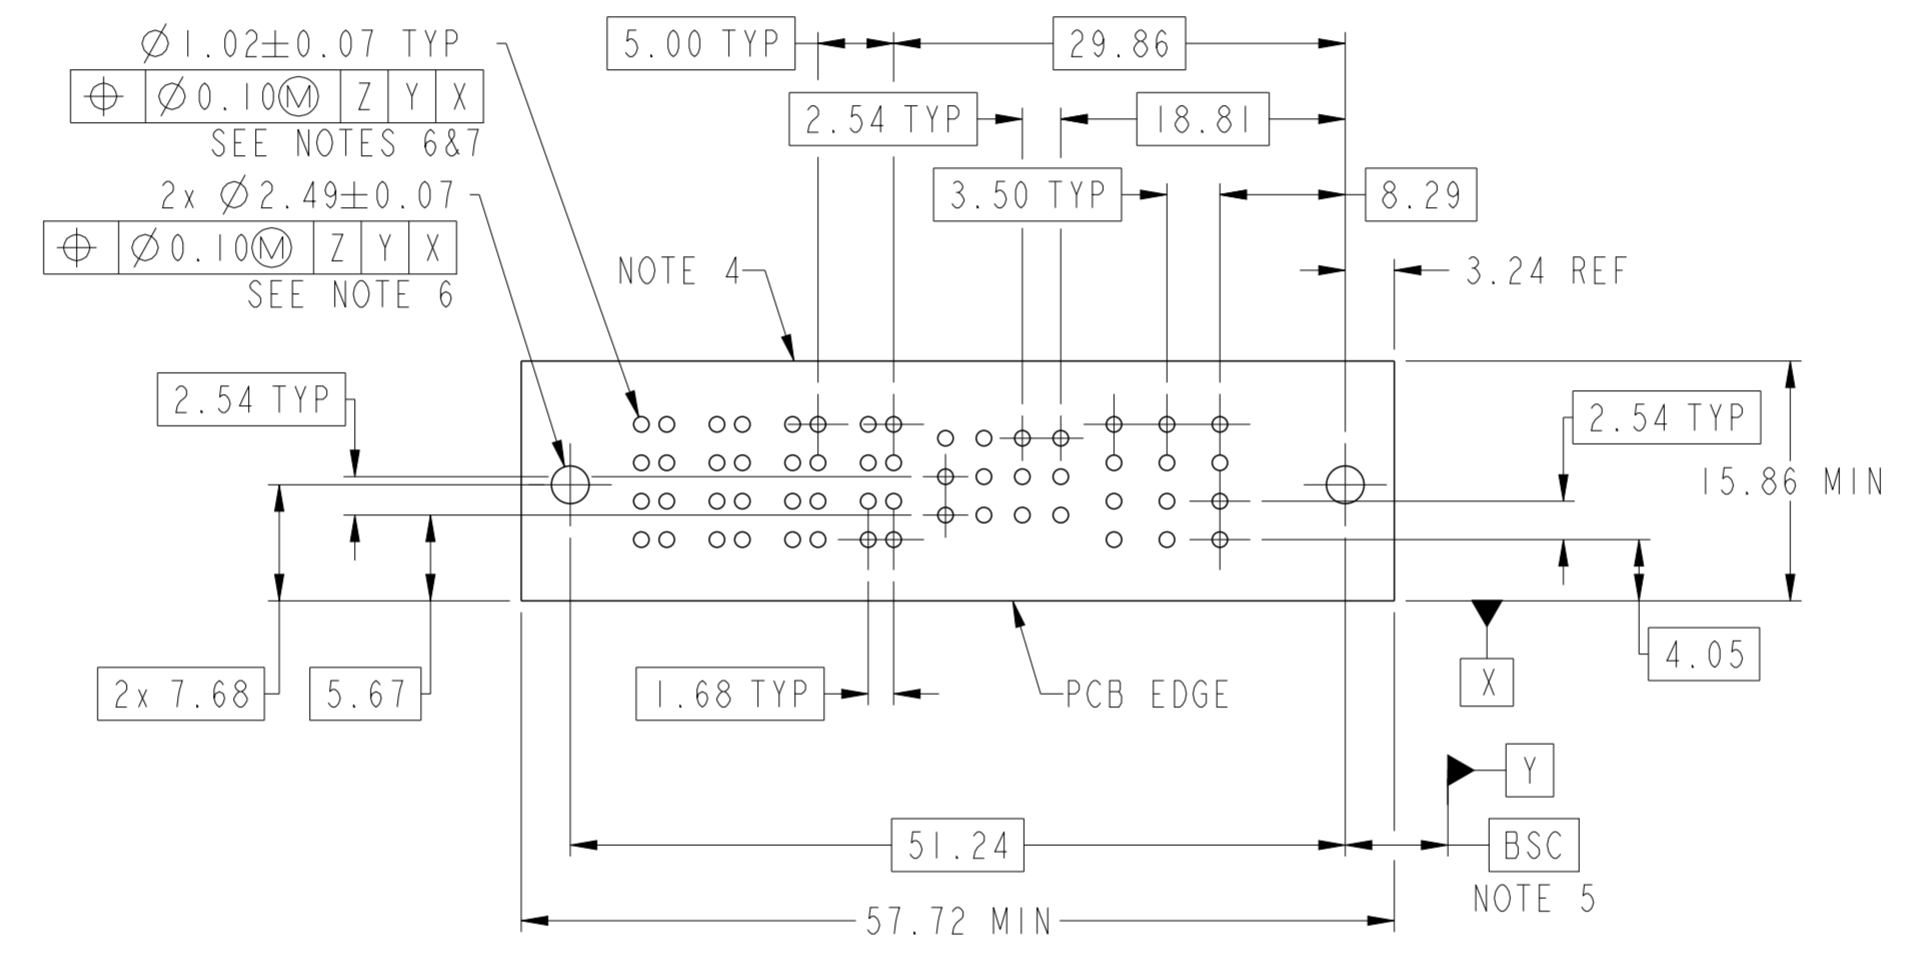 Ø1.02±0.07 TYP
⌖ Ø0.10Ⓜ Z Y X
SEE NOTES 6&7
2x Ø2.49±0.07
⌖ Ø0.10Ⓜ Z Y X
SEE NOTE 6
5.00 TYP
29.86
2.54 TYP
18.81
3.50 TYP
8.29
NOTE 4
3.24 REF
2.54 TYP
2.54 TYP
15.86 MIN
2x 7.68
5.67
1.68 TYP
PCB EDGE
X
4.05
Y
51.24
BSC
NOTE 5
57.72 MIN